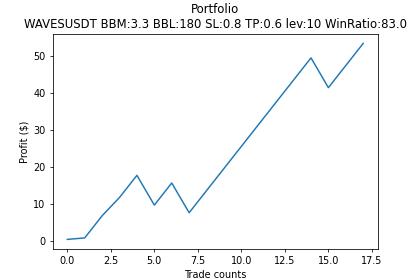 Portfolio
WAVESUSDT BBM:3.3 BBL:180 SL:0.8 TP:0.6 lev:10 WinRatio:83.0
50
40
30
20
10
0
Profit ($)
0.0 2.5 5.0 7.5 10.0 12.5 15.0 17.5
Trade counts